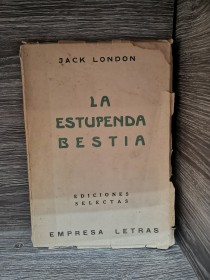 JACK LONDON
LA
ESTUPENDA
BESTIA
EDICIONES
SELECTAS
EMPRESA LETRAS